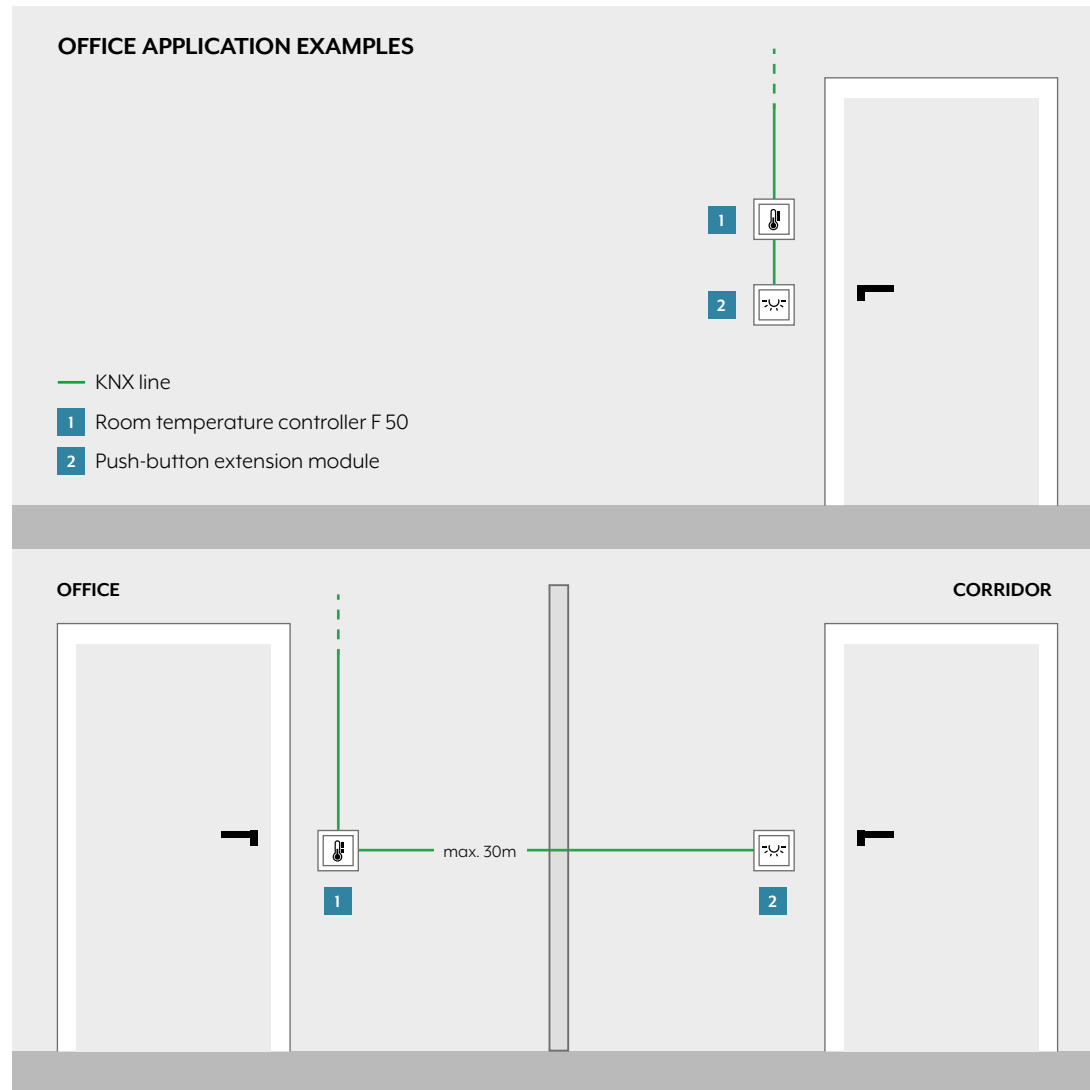 OFFICE APPLICATION EXAMPLES
1
2
KNX line
1 Room temperature controller F 50
2 Push-button extension module
OFFICE
CORRIDOR
max. 30m
1
2